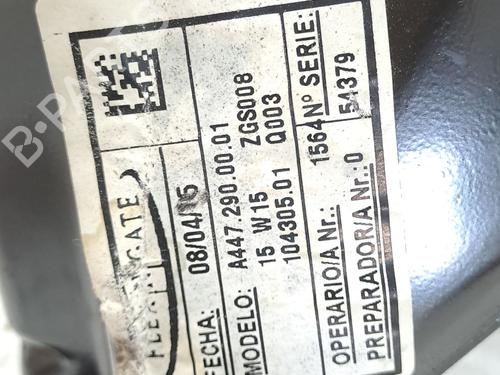 B-PARTS
FECHA: 08/04/15
MODELO: A447.290.00.01 ZGS008
15 W15 Q003
104305.01
OPERARIO/A Nr.: 1564 Nº SERIE:
PREPARADOR/A Nr.: 0 54379